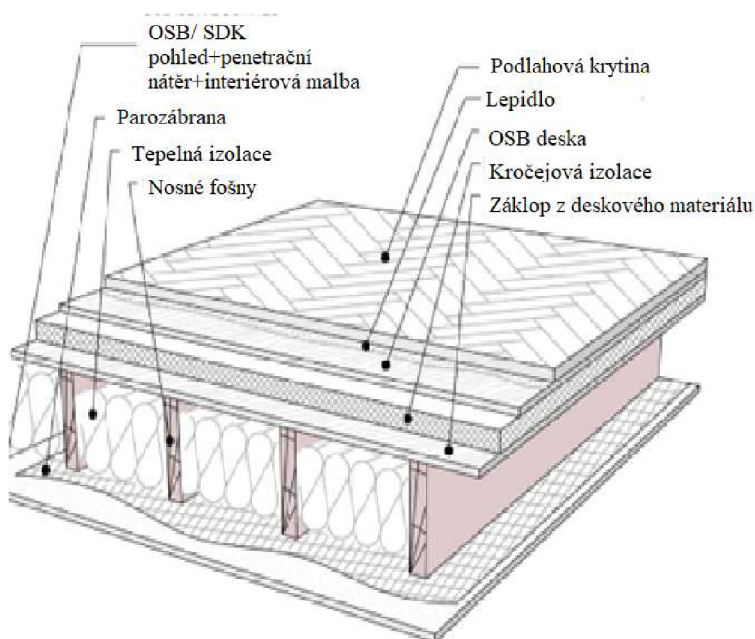 OSB/ SDK
pohled+penetrační
nátěr+interiérová malba
Parozábrana
Tepelná izolace
Nosné fošny
Podlahová krytina
Lepidlo
OSB deska
Kročejová izolace
Záklop z deskového materiálu